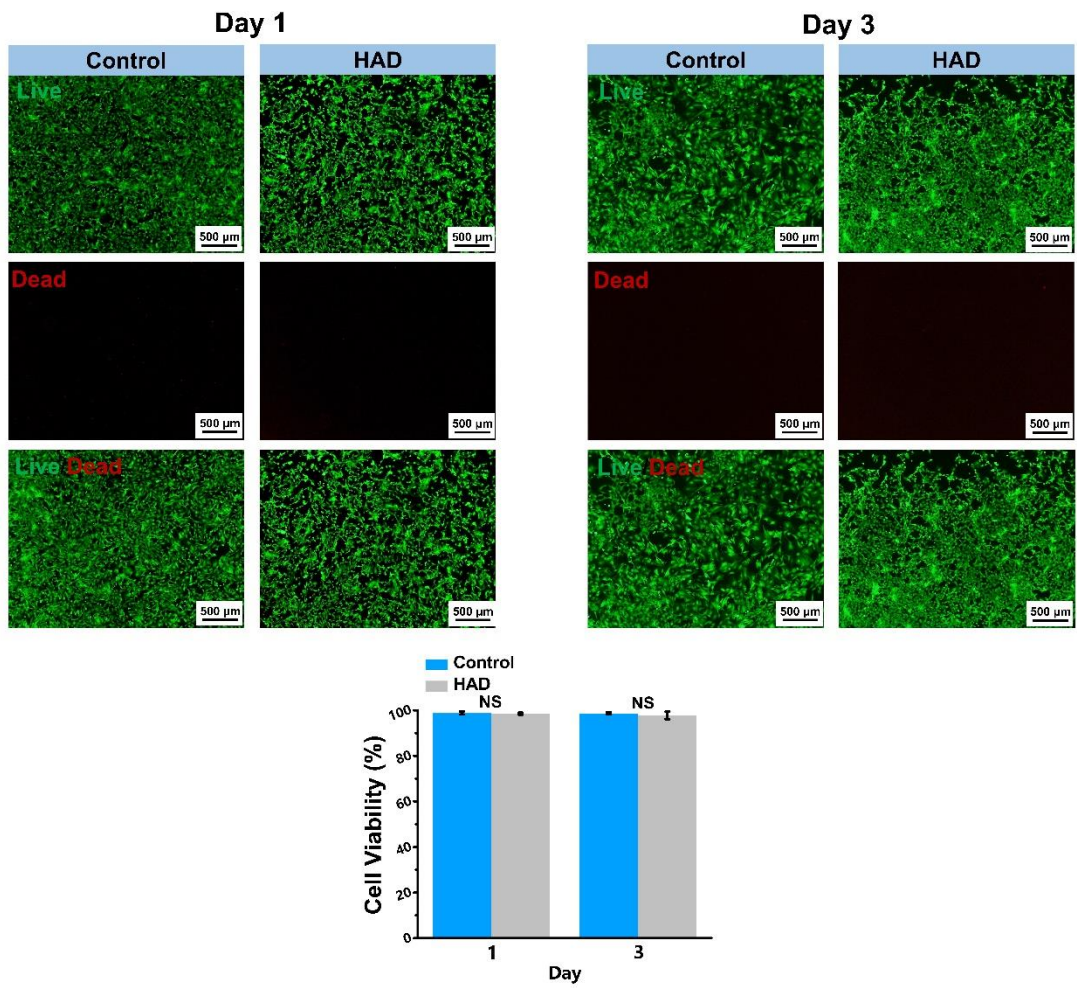 Day 1
Day 3
Control
HAD
Control
HAD
Live
Live
500 µm
500 µm
500 µm
500 µm
Dead
Dead
500 µm
500 µm
500 µm
500 µm
Live Dead
Live Dead
500 µm
500 µm
500 µm
500 µm
Control
HAD
NS
NS
100
80
60
40
20
0
Cell Viability (%)
1
3
Day